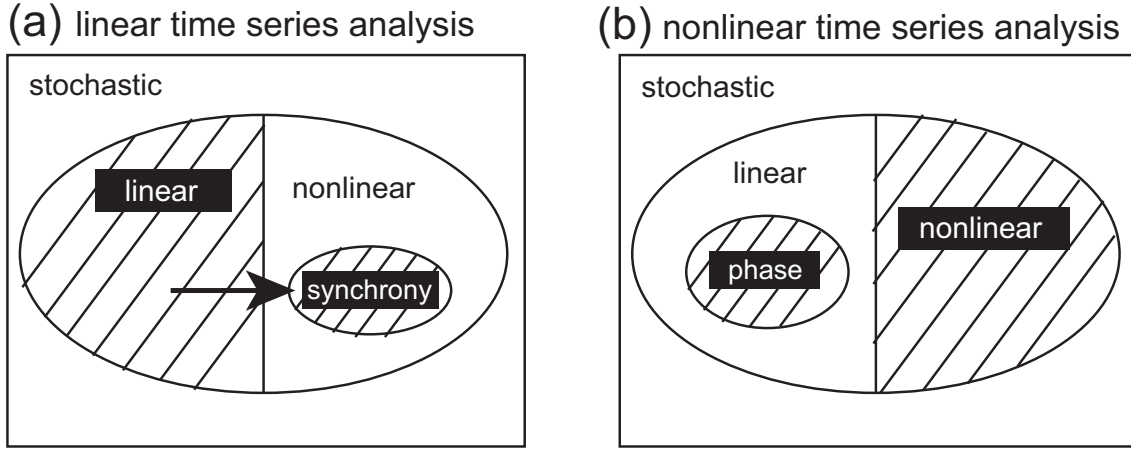 (a) linear time series analysis
stochastic
linear
nonlinear
synchrony
(b) nonlinear time series analysis
stochastic
linear
nonlinear
phase